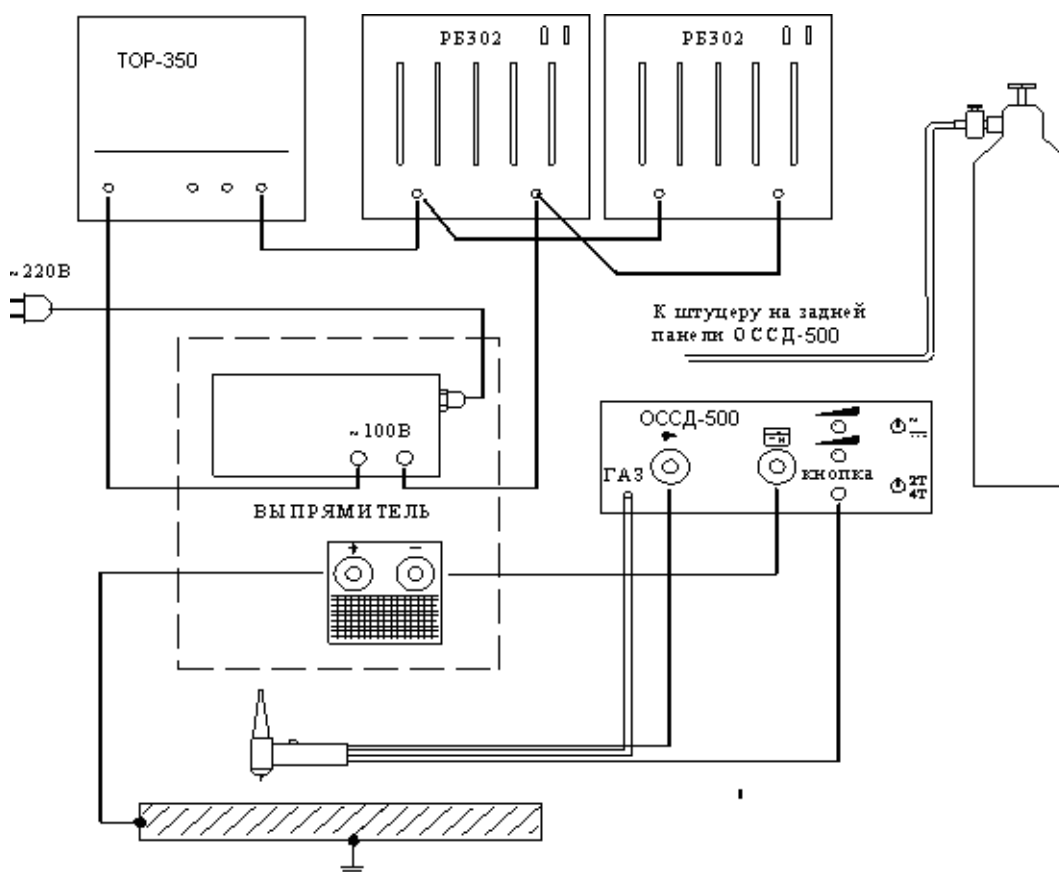 ТОР-350
РБ302
РБ302
~220В
К штуцеру на задней
панели ОССД-500
~100В
ВЫПРЯМИТЕЛЬ
+ −
ОССД-500
ГАЗ
кнопка
~
2Т
4Т